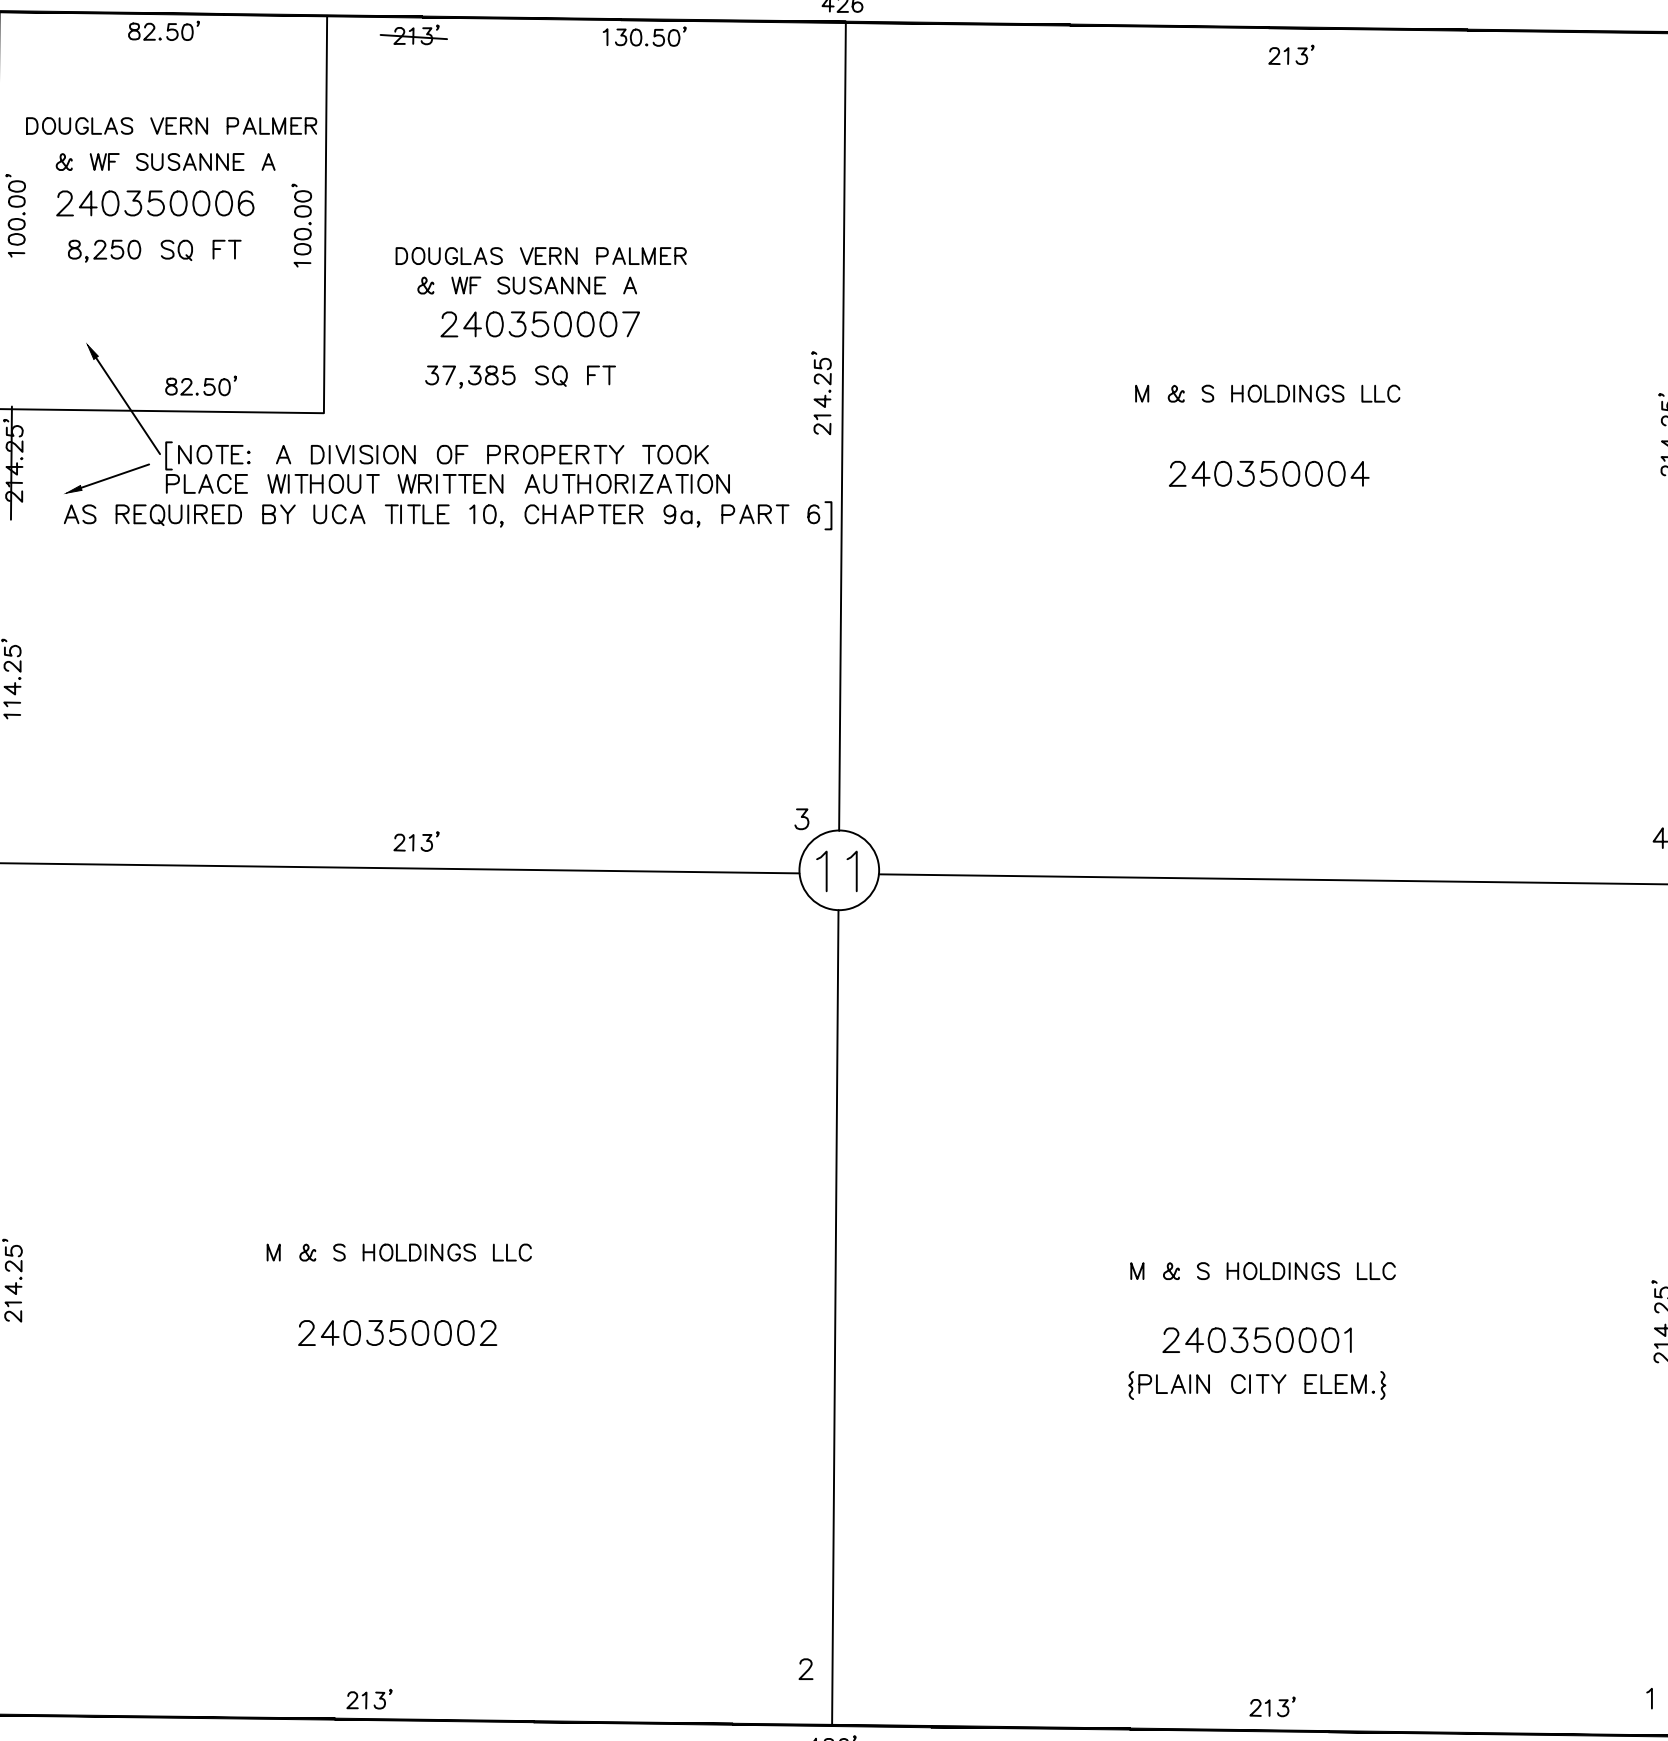 426
82.50'
213'
130.50'
213'
DOUGLAS VERN PALMER
& WF SUSANNE A
240350006
8,250 SQ FT
100.00'
100.00'
82.50'
DOUGLAS VERN PALMER
& WF SUSANNE A
240350007
37,385 SQ FT
214.25'
M & S HOLDINGS LLC
240350004
214.25'
214.25'
[NOTE: A DIVISION OF PROPERTY TOOK
PLACE WITHOUT WRITTEN AUTHORIZATION
AS REQUIRED BY UCA TITLE 10, CHAPTER 9a, PART 6]
114.25'
3
213'
11
4
214.25'
M & S HOLDINGS LLC
240350002
M & S HOLDINGS LLC
240350001
{PLAIN CITY ELEM.}
214.25'
2
213'
213'
1